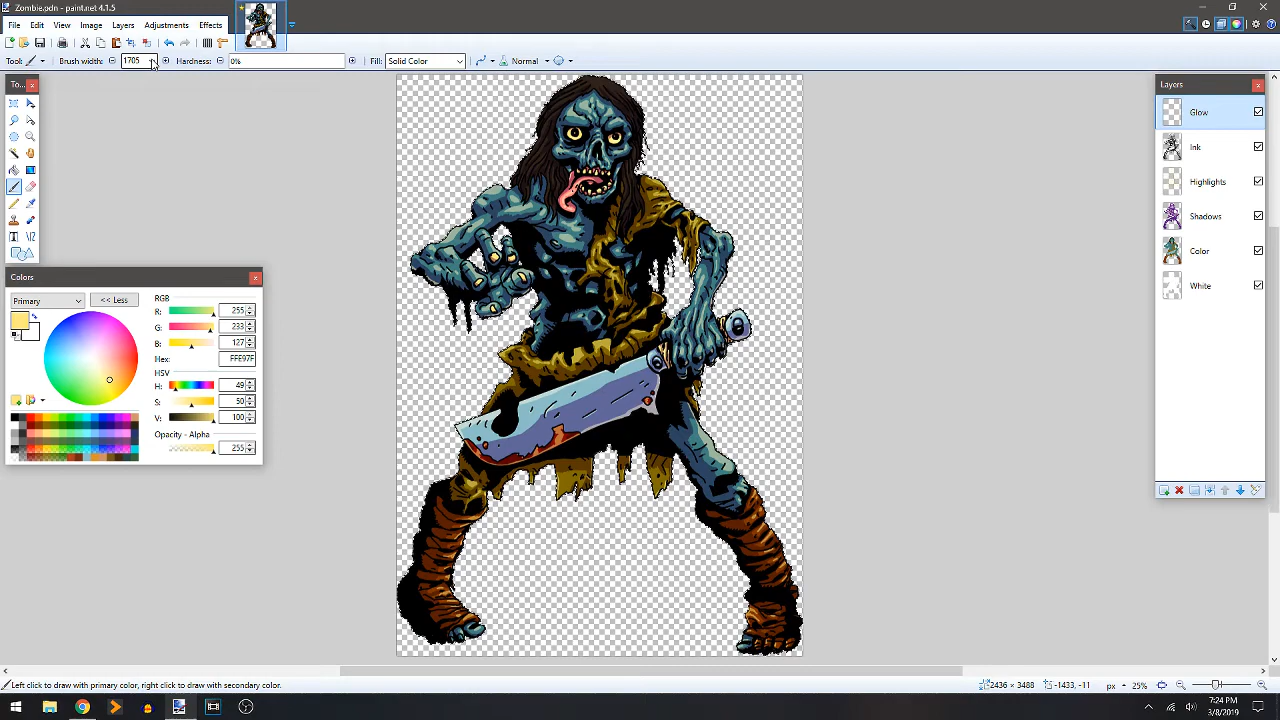 Zombie.pdn - paint.net 4.1.5
File Edit View Image Layers Adjustments Effects
Tool: Brush width: 1705 Hardness: 0% Fill: Solid Color Normal
To...
Layers
Glow
Ink
Highlights
Shadows
Color
White
Colors
Primary
<< Less
RGB
R: 255
G: 233
B: 127
Hex: FFE97F
HSV
H: 49
S: 50
V: 100
Opacity - Alpha
255
Left click to draw with primary color, right click to draw with secondary color.
2436 × 3488
-1433, -11
px
25%
7:24 PM
3/8/2019